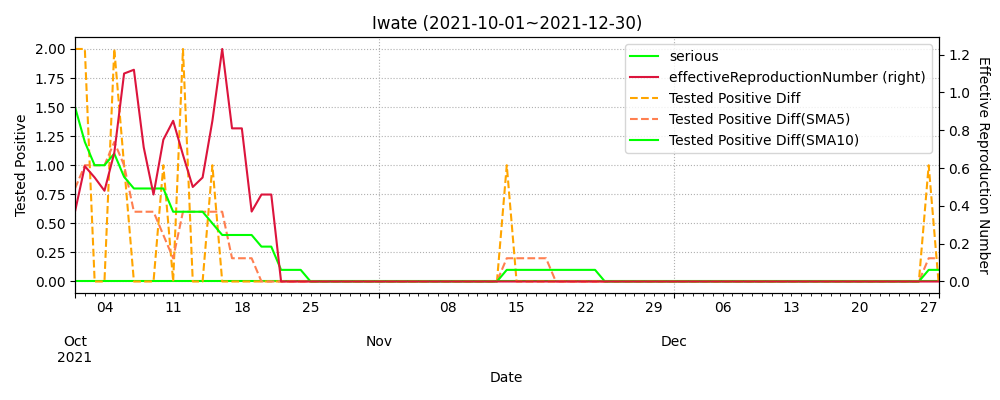 Iwate (2021-10-01~2021-12-30)
serious
effectiveReproductionNumber (right)
Tested Positive Diff
Tested Positive Diff(SMA5)
Tested Positive Diff(SMA10)
Tested Positive
2.00
1.75
1.50
1.25
1.00
0.75
0.50
0.25
0.00
Effective Reproduction Number
1.2
1.0
0.8
0.6
0.4
0.2
0.0
04 11 18 25 08 15 22 29 06 13 20 27
Oct Nov Dec
2021
Date